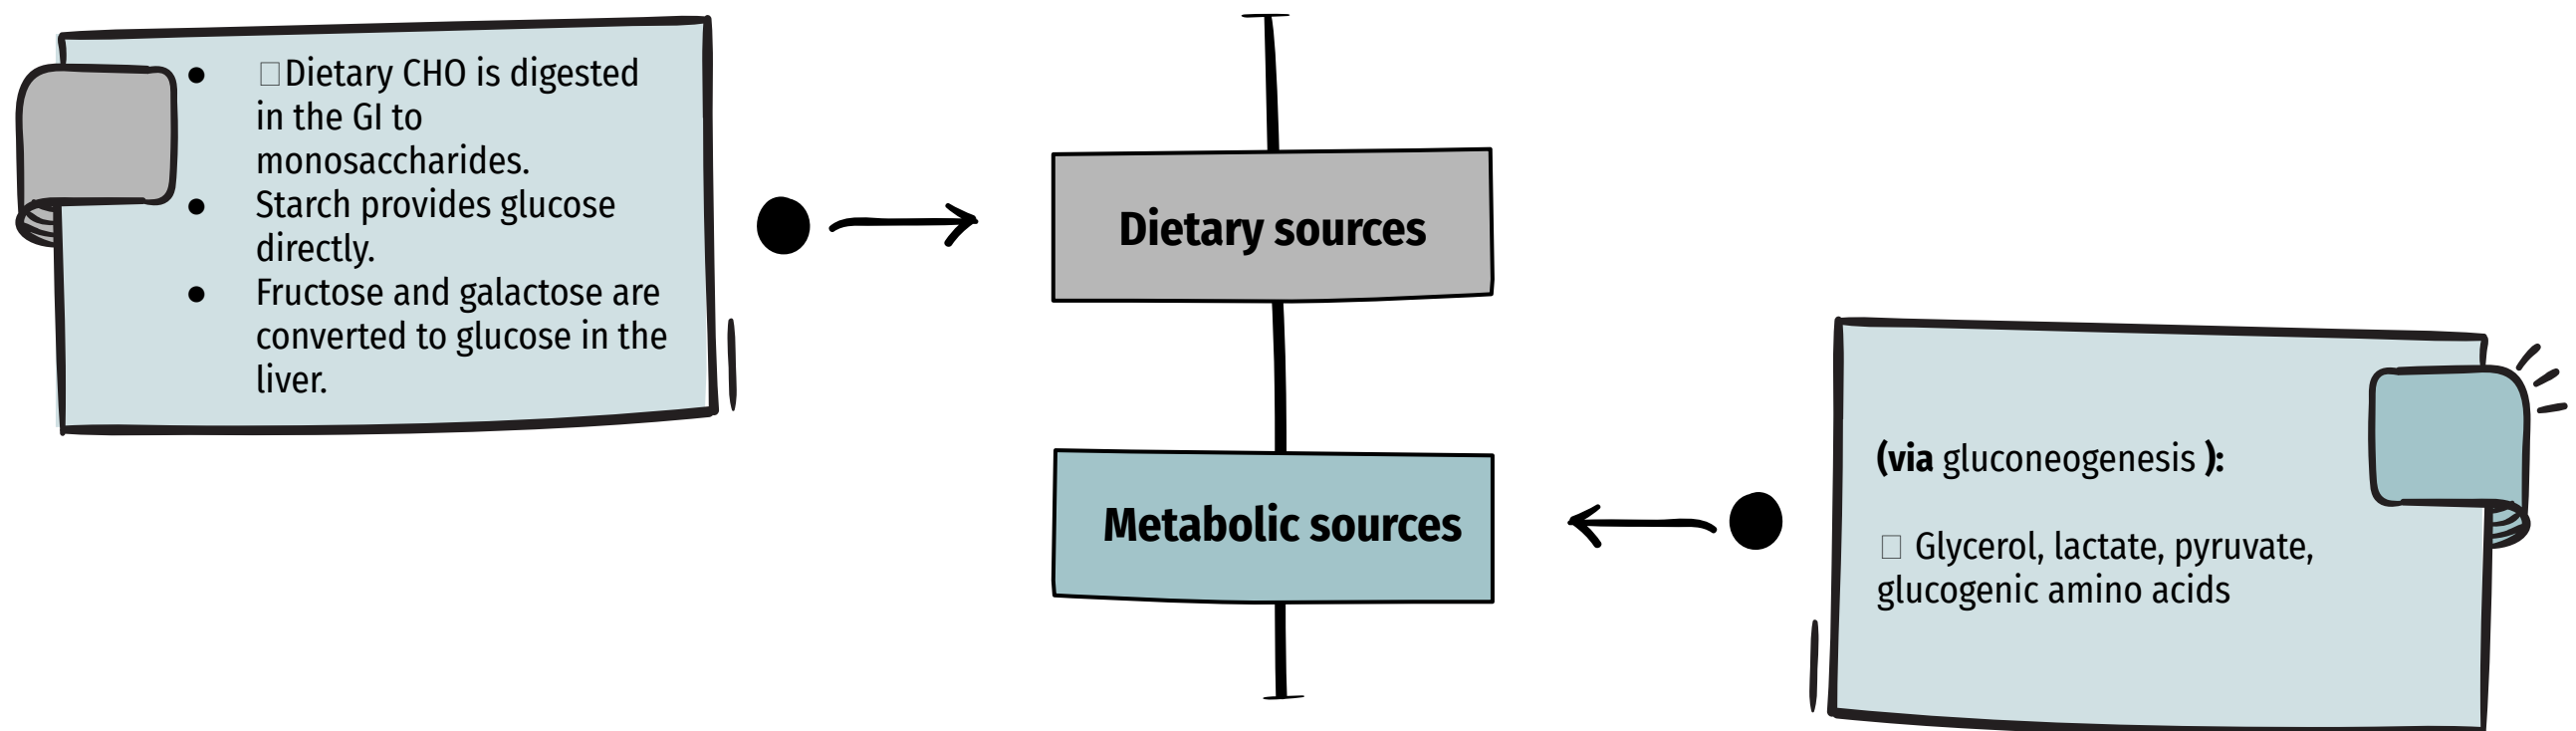 ● □Dietary CHO is digested
in the GI to
monosaccharides.
● Starch provides glucose
directly.
● Fructose and galactose are
converted to glucose in the
liver.
Dietary sources
Metabolic sources
(via gluconeogenesis ):
□ Glycerol, lactate, pyruvate,
glucogenic amino acids